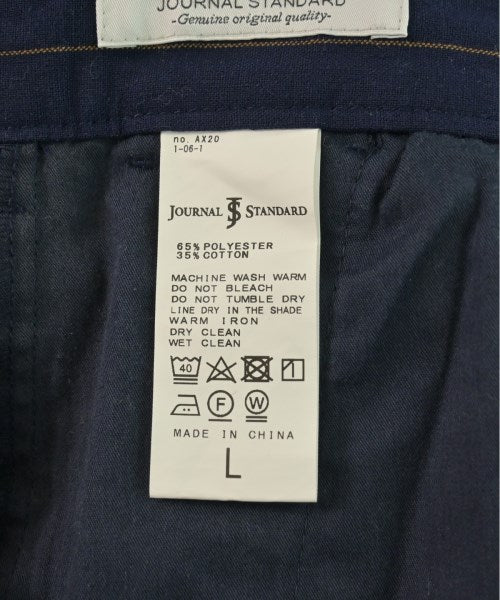 JOURNAL STANDARD
-Genuine original quality-
no. AX20
1-06-1
JOURNAL JS STANDARD
65% POLYESTER
35% COTTON
MACHINE WASH WARM
DO NOT BLEACH
DO NOT TUMBLE DRY
LINE DRY IN THE SHADE
WARM IRON
DRY CLEAN
WET CLEAN
40
F W
MADE IN CHINA
L